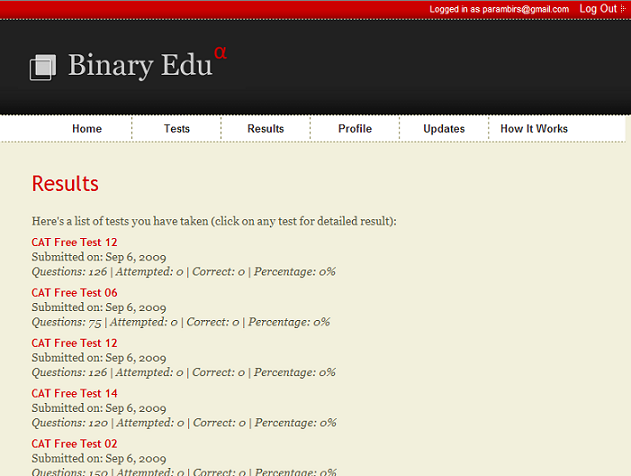 Logged in as parambirs@gmail.com Log Out
Binary Edu α
Home Tests Results Profile Updates How It Works
Results
Here's a list of tests you have taken (click on any test for detailed result):
CAT Free Test 12
Submitted on: Sep 6, 2009
Questions: 126 | Attempted: 0 | Correct: 0 | Percentage: 0%
CAT Free Test 06
Submitted on: Sep 6, 2009
Questions: 75 | Attempted: 0 | Correct: 0 | Percentage: 0%
CAT Free Test 12
Submitted on: Sep 6, 2009
Questions: 126 | Attempted: 0 | Correct: 0 | Percentage: 0%
CAT Free Test 14
Submitted on: Sep 6, 2009
Questions: 120 | Attempted: 0 | Correct: 0 | Percentage: 0%
CAT Free Test 02
Submitted on: Sep 6, 2009
Questions: 150 | Attempted: 0 | Correct: 0 | Percentage: 0%